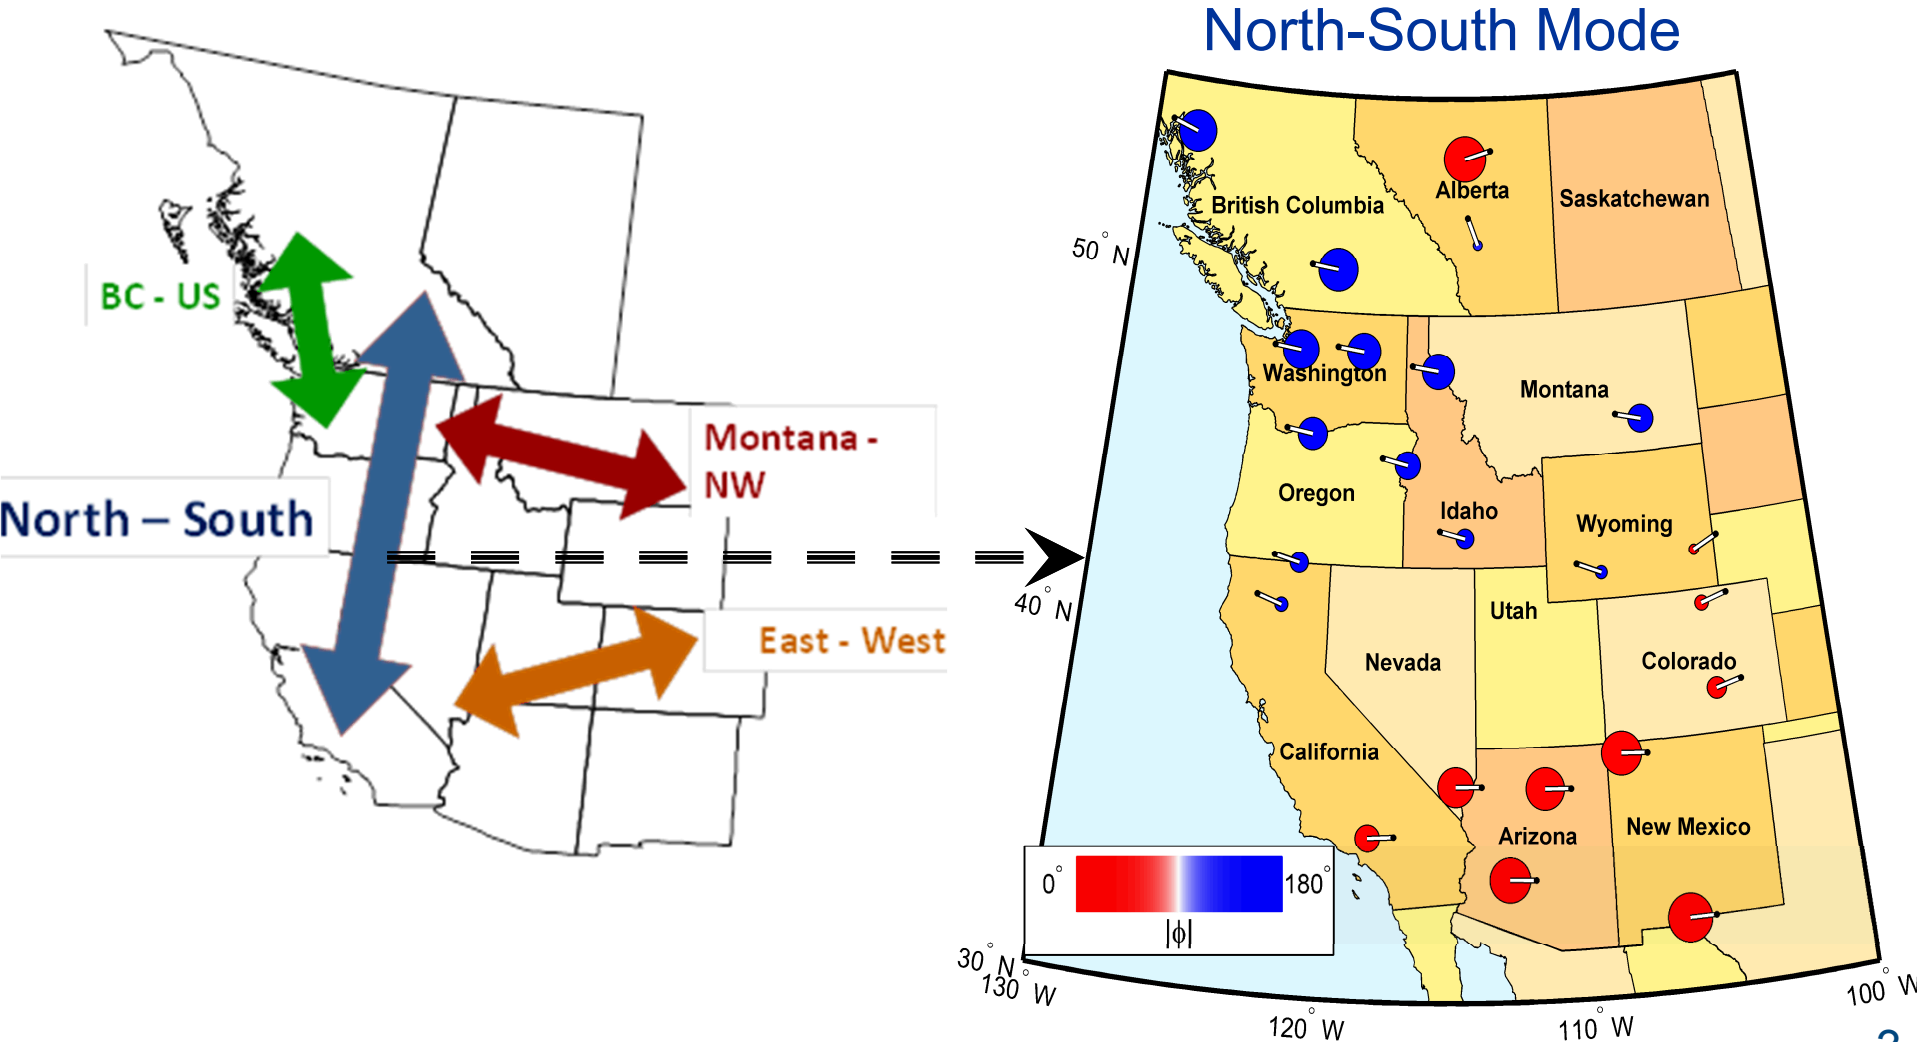 North-South Mode
BC - US
Montana -
NW
North – South
East - West
British Columbia
Alberta
Saskatchewan
50° N
Washington
Montana
Oregon
Idaho
Wyoming
40° N
Utah
Nevada
Colorado
California
Arizona
New Mexico
0°
180°
|ϕ|
30° N
130° W
120° W
110° W
100° W